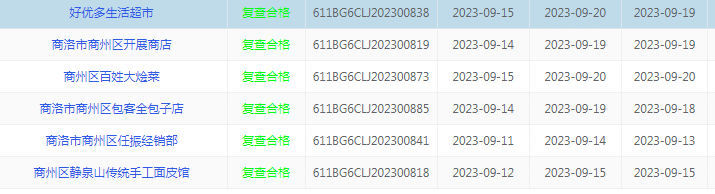 好优多生活超市 复查合格 611BG6CLJ202300838 2023-09-15 2023-09-20 2023-09-19
商洛市商州区开展商店 复查合格 611BG6CLJ202300819 2023-09-14 2023-09-19 2023-09-19
商州区百姓大烩菜 复查合格 611BG6CLJ202300873 2023-09-15 2023-09-20 2023-09-20
商洛市商州区包客全包子店 复查合格 611BG6CLJ202300885 2023-09-14 2023-09-19 2023-09-18
商洛市商州区任振经销部 复查合格 611BG6CLJ202300841 2023-09-11 2023-09-14 2023-09-13
商州区静泉山传统手工面皮馆 复查合格 611BG6CLJ202300818 2023-09-12 2023-09-15 2023-09-15